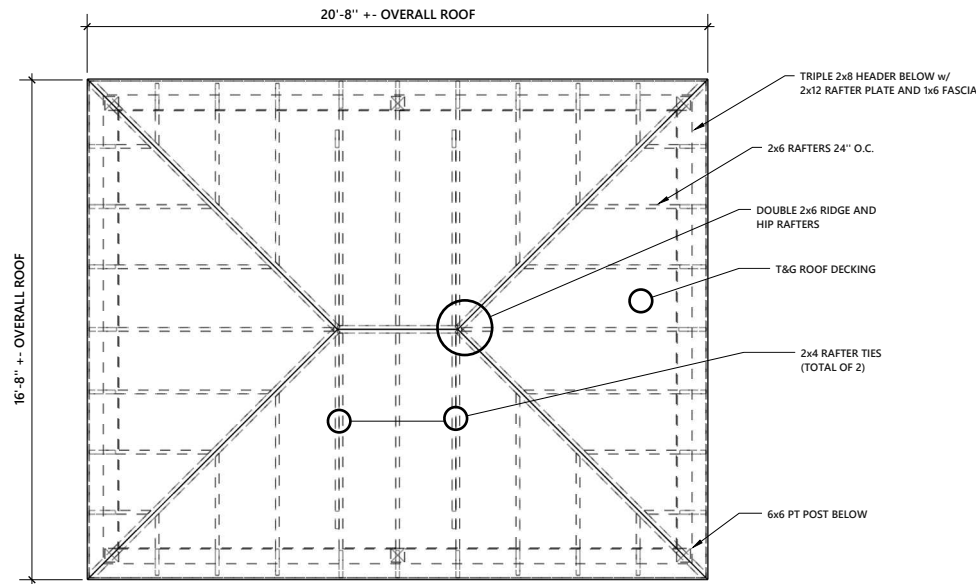 20'-8" +- OVERALL ROOF
16'-8" +- OVERALL ROOF
TRIPLE 2x8 HEADER BELOW w/
2x12 RAFTER PLATE AND 1x6 FASCIA
2x6 RAFTERS 24" O.C.
DOUBLE 2x6 RIDGE AND
HIP RAFTERS
T&G ROOF DECKING
2x4 RAFTER TIES
(TOTAL OF 2)
6x6 PT POST BELOW